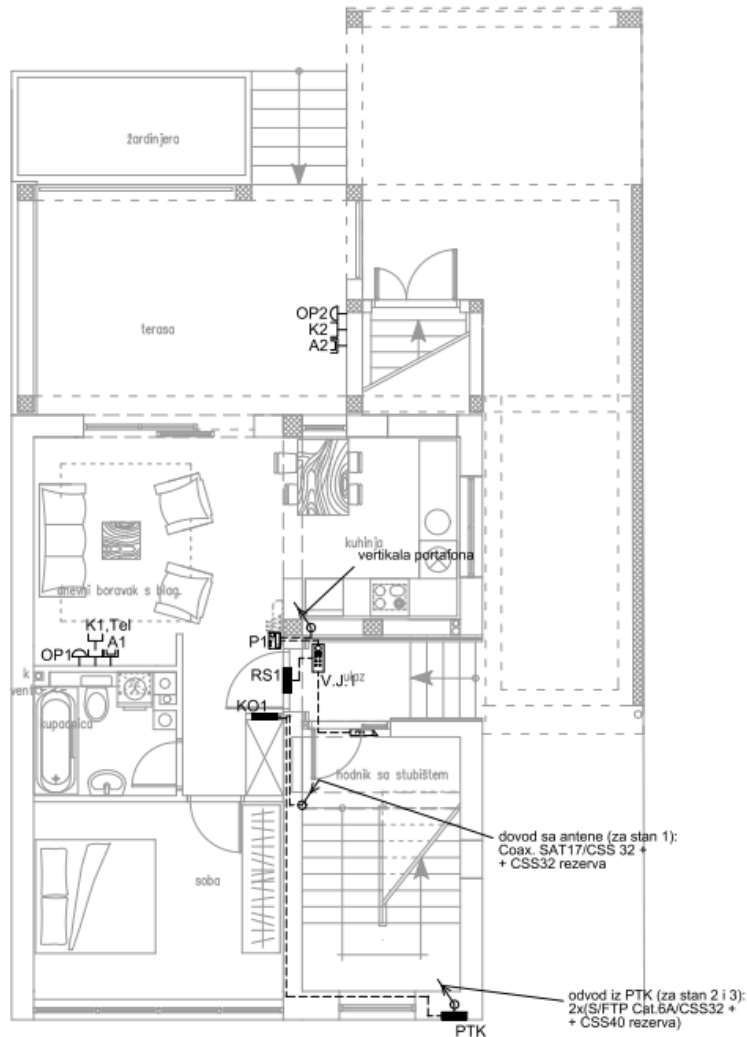 žardinjera
terasa
OP2
K2
A2
kuhinja
vertikala portafona
dnevni boravak s blag.
K1,Tel
OP1
A1
P1
RS1
V.J.1
ulaz
k
vent
KO1
kupaonica
hodnik sa stubištem
soba
dovod sa antene (za stan 1):
Coax. SAT17/CSS 32 +
+ CSS32 rezerva
odvod iz PTK (za stan 2 i 3):
2x(S/FTP Cat.6A/CSS32 +
+ CSS40 rezerva)
PTK